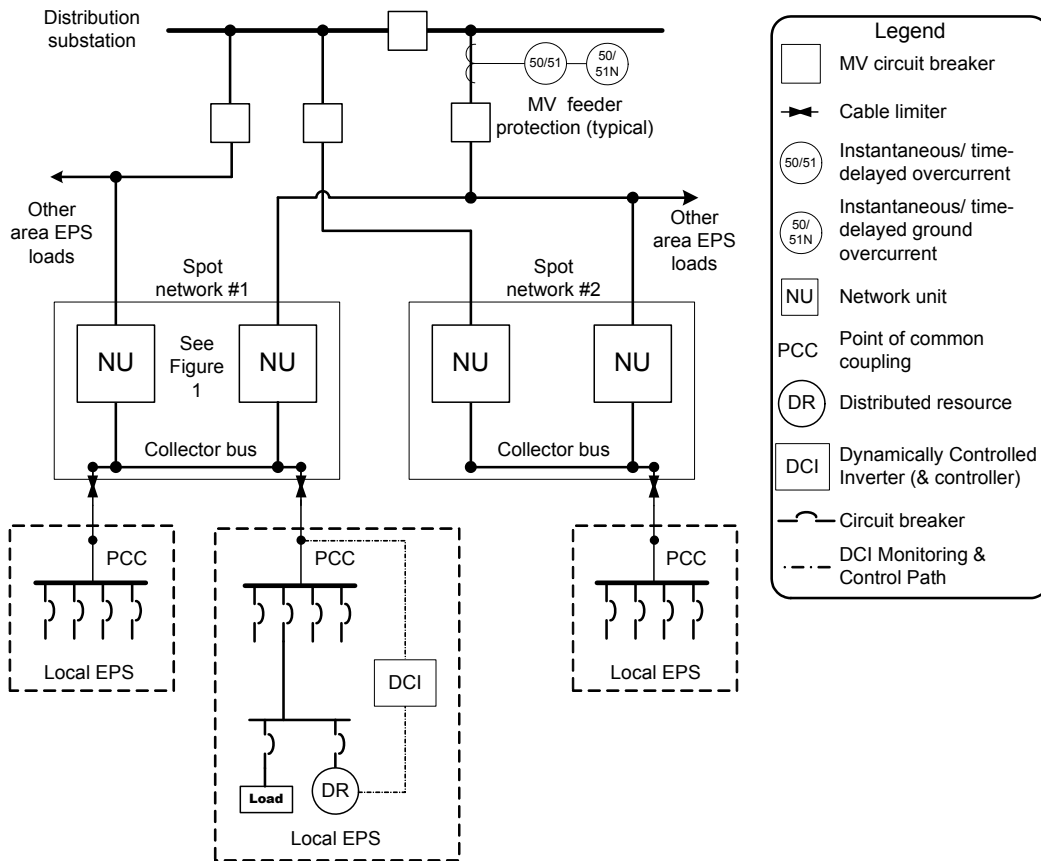 Distribution
substation
50/51
50/
51N
MV feeder
protection (typical)
Other
area EPS
loads
Other
area EPS
loads
Spot
network #1
Spot
network #2
NU
See
Figure
1
NU
NU
NU
Collector bus
Collector bus
PCC
Local EPS
PCC
DCI
Load
DR
Local EPS
PCC
Local EPS
Legend
MV circuit breaker
Cable limiter
50/51
Instantaneous/ time-
delayed overcurrent
50/
51N
Instantaneous/ time-
delayed ground
overcurrent
NU
Network unit
PCC
Point of common
coupling
DR
Distributed resource
DCI
Dynamically Controlled
Inverter (& controller)
Circuit breaker
DCI Monitoring &
Control Path